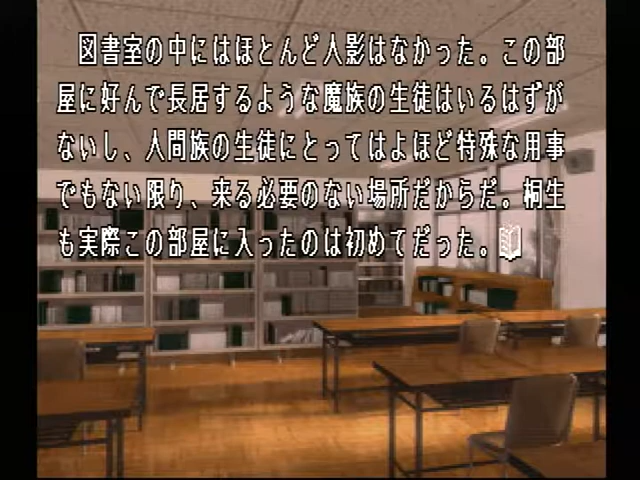 図書室の中にはほとんど人影はなかった。この部
屋に好んで長居するような魔族の生徒はいるはずが
ないし、人間族の生徒にとってはよほど特殊な用事
でもない限り、来る必要のない場所だからだ。桐生
も実際この部屋に入ったのは初めてだった。